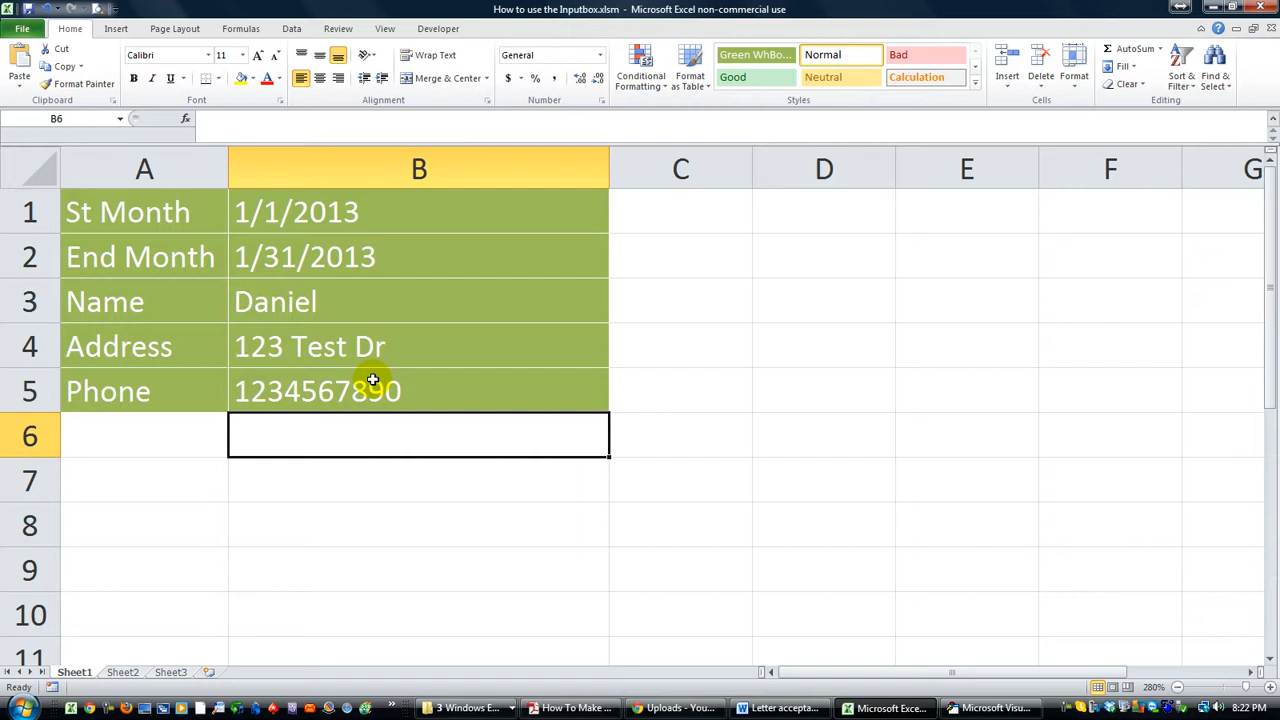 How to use the Inputbox.xlsm - Microsoft Excel non-commercial use
File Home Insert Page Layout Formulas Data Review View Developer
Paste
Cut
Copy
Format Painter
Clipboard
Calibri 11
B I U
Font
Wrap Text
Merge & Center
Alignment
General
$ % ,
Number
Conditional Formatting
Format as Table
Green WhBo... Normal Bad
Good Neutral Calculation
Styles
Insert Delete Format
Cells
AutoSum
Fill
Clear
Sort & Filter
Find & Select
Editing
B6 fx
A B C D E F G
1 St Month 1/1/2013
2 End Month 1/31/2013
3 Name Daniel
4 Address 123 Test Dr
5 Phone 1234567890
6
7
8
9
10
11
Sheet1 Sheet2 Sheet3
Ready 280%
3 Windows E... How To Make ... Uploads - You... Letter accepta... Microsoft Exce... Microsoft Visu... 8:22 PM